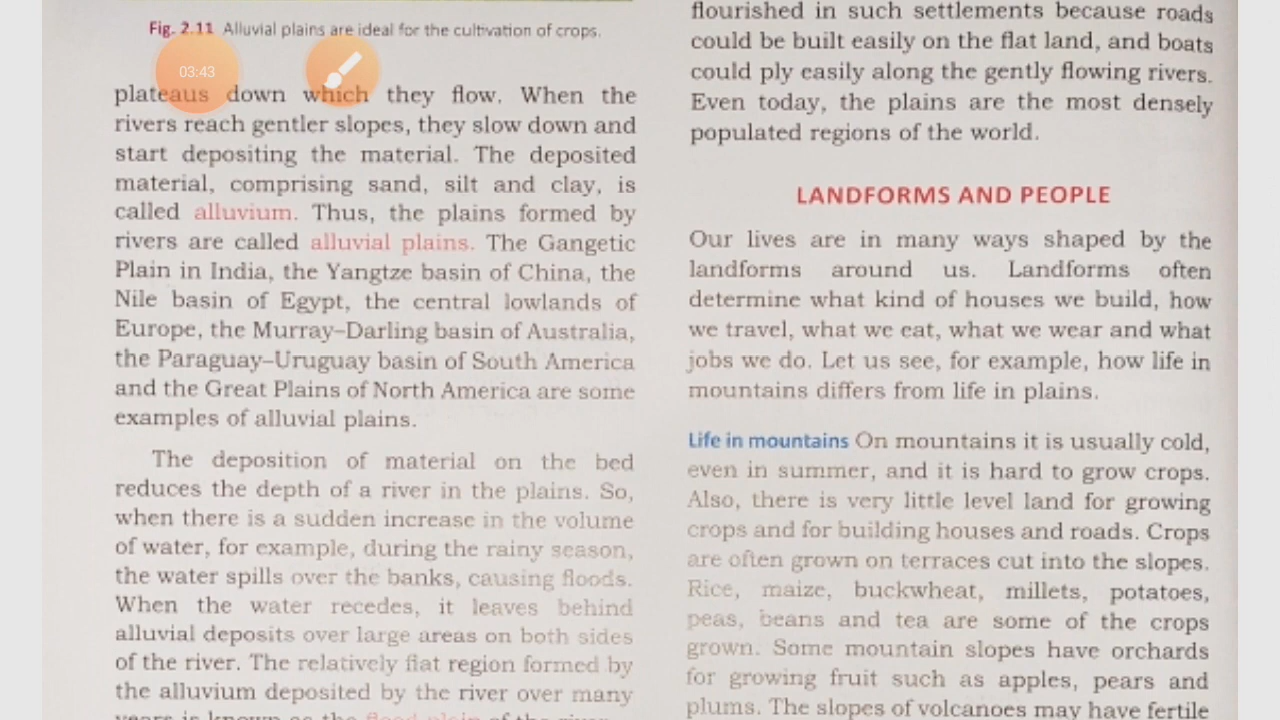 Fig. 2.11 Alluvial plains are ideal for the cultivation of crops.
03:43
plateaus down which they flow. When the
rivers reach gentler slopes, they slow down and
start depositing the material. The deposited
material, comprising sand, silt and clay, is
called alluvium. Thus, the plains formed by
rivers are called alluvial plains. The Gangetic
Plain in India, the Yangtze basin of China, the
Nile basin of Egypt, the central lowlands of
Europe, the Murray–Darling basin of Australia,
the Paraguay–Uruguay basin of South America
and the Great Plains of North America are some
examples of alluvial plains.
The deposition of material on the bed
reduces the depth of a river in the plains. So,
when there is a sudden increase in the volume
of water, for example, during the rainy season,
the water spills over the banks, causing floods.
When the water recedes, it leaves behind
alluvial deposits over large areas on both sides
of the river. The relatively flat region formed by
the alluvium deposited by the river over many
years is known as the flood plain of the river.
flourished in such settlements because roads
could be built easily on the flat land, and boats
could ply easily along the gently flowing rivers.
Even today, the plains are the most densely
populated regions of the world.
LANDFORMS AND PEOPLE
Our lives are in many ways shaped by the
landforms around us. Landforms often
determine what kind of houses we build, how
we travel, what we eat, what we wear and what
jobs we do. Let us see, for example, how life in
mountains differs from life in plains.
Life in mountains On mountains it is usually cold,
even in summer, and it is hard to grow crops.
Also, there is very little level land for growing
crops and for building houses and roads. Crops
are often grown on terraces cut into the slopes.
Rice, maize, buckwheat, millets, potatoes,
peas, beans and tea are some of the crops
grown. Some mountain slopes have orchards
for growing fruit such as apples, pears and
plums. The slopes of volcanoes may have fertile